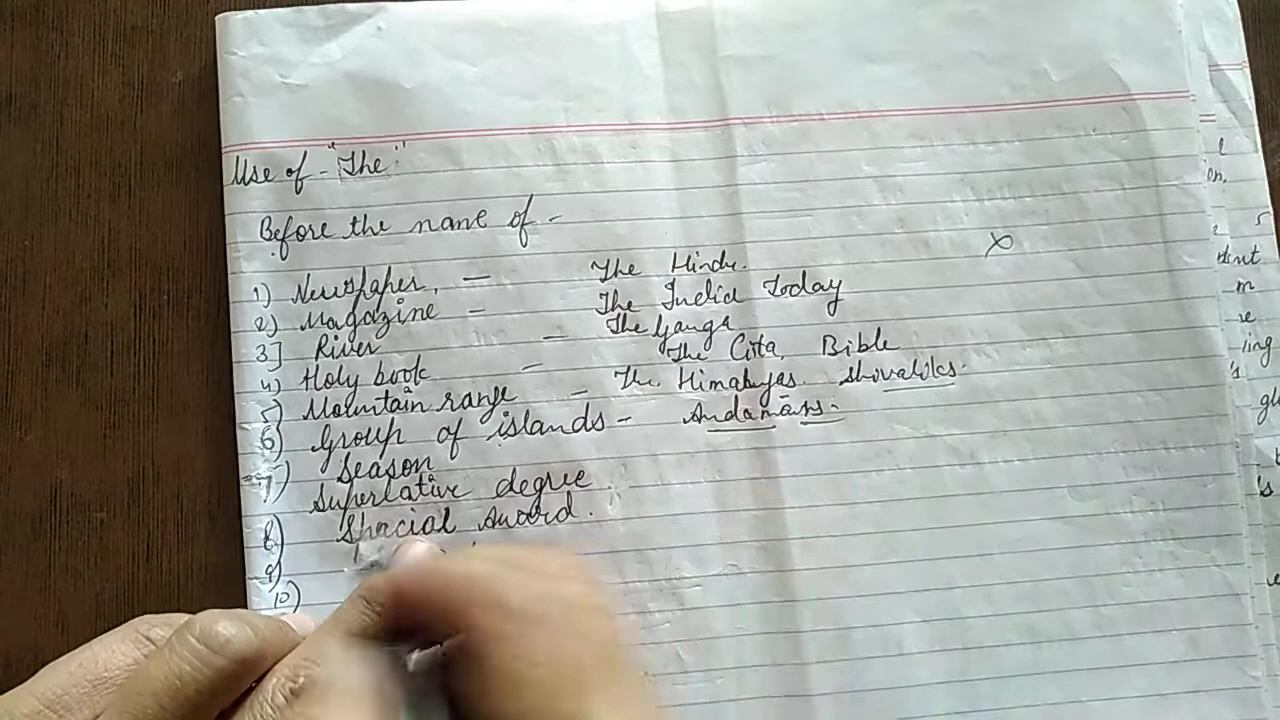 Use of - "The"
Before the name of -
1) Newspaper, - The Hindu.
2) Magazine - The India Today
3] River - The Ganga
4) Holy book - The Gita, Bible
5) Mountain range - The Himalayas. Shivaliks.
6) Group of islands - Andamans.
7) Season
Superlative degree
8) Special Award.
9)
10)